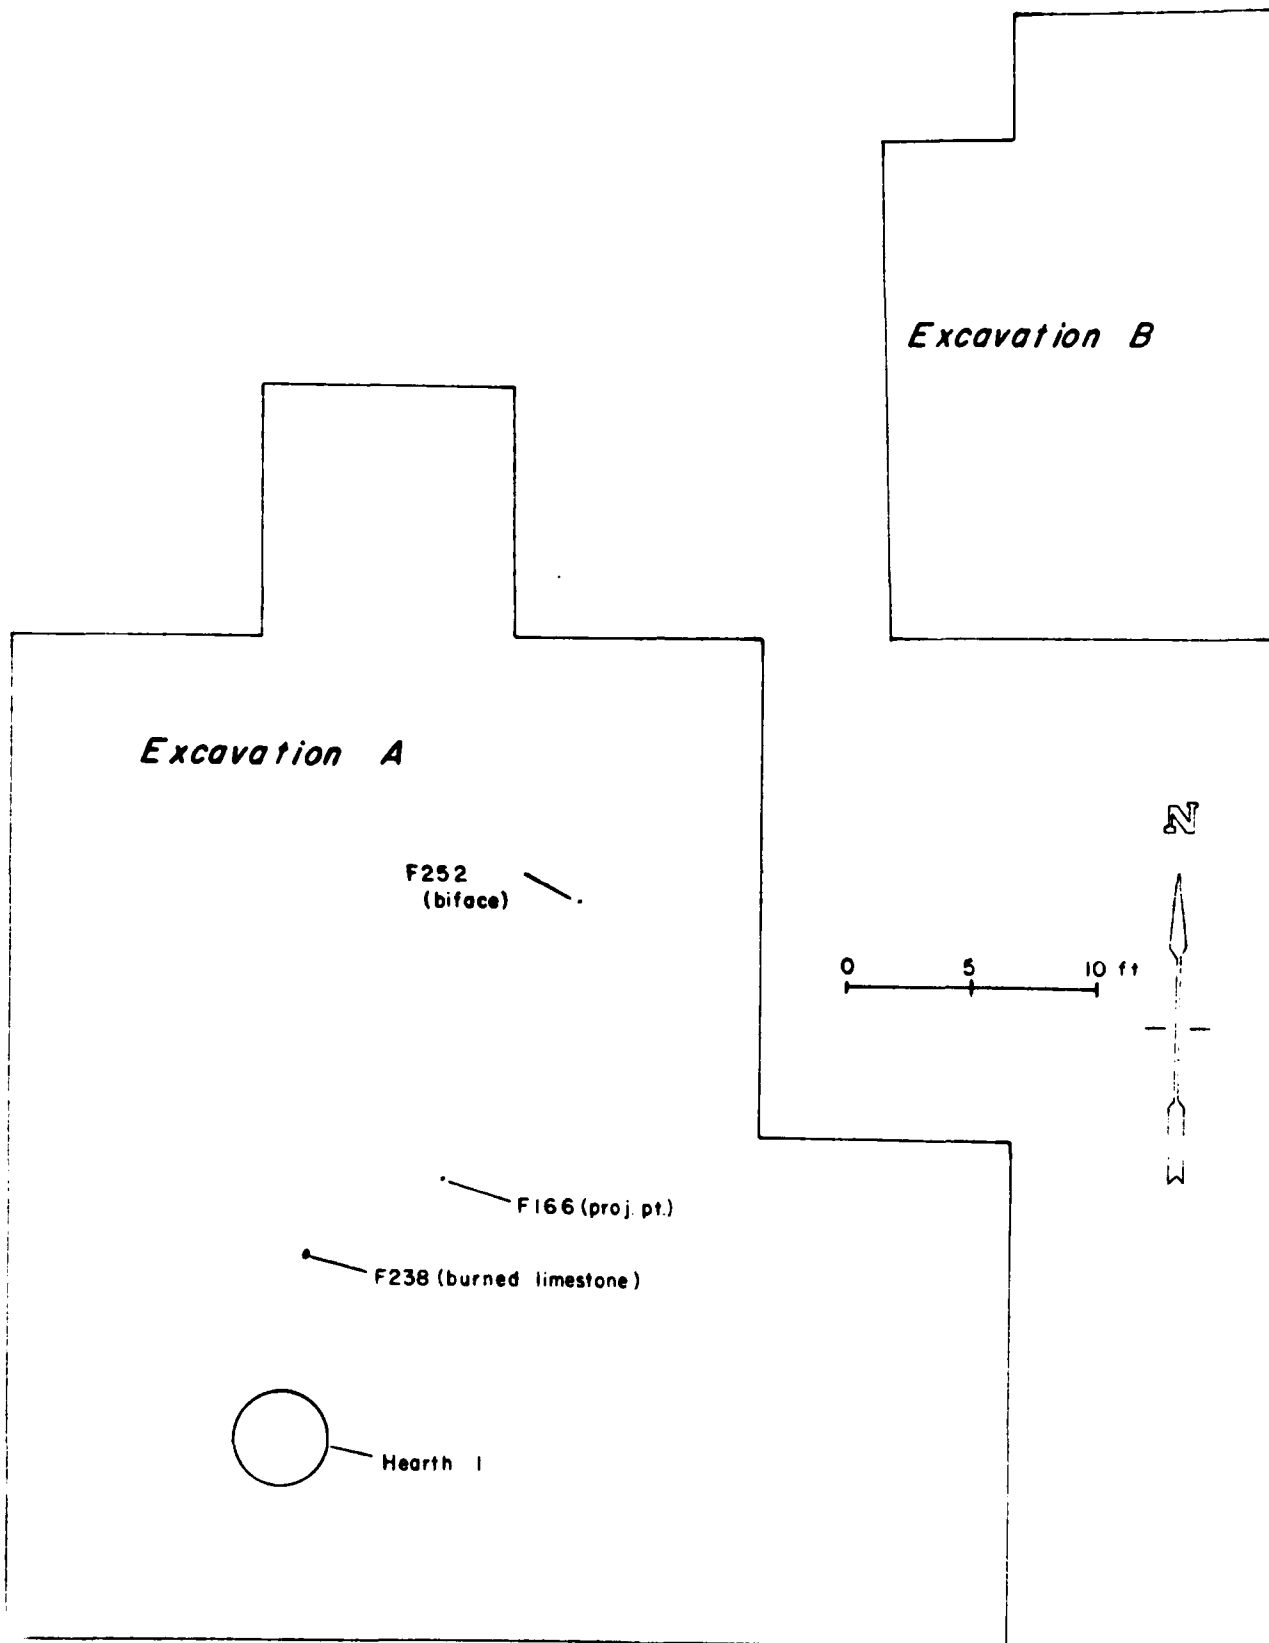 Excavation B
Excavation A
N
F252
(biface)
0 5 10 ft
F166 (proj. pt.)
F238 (burned limestone)
Hearth 1